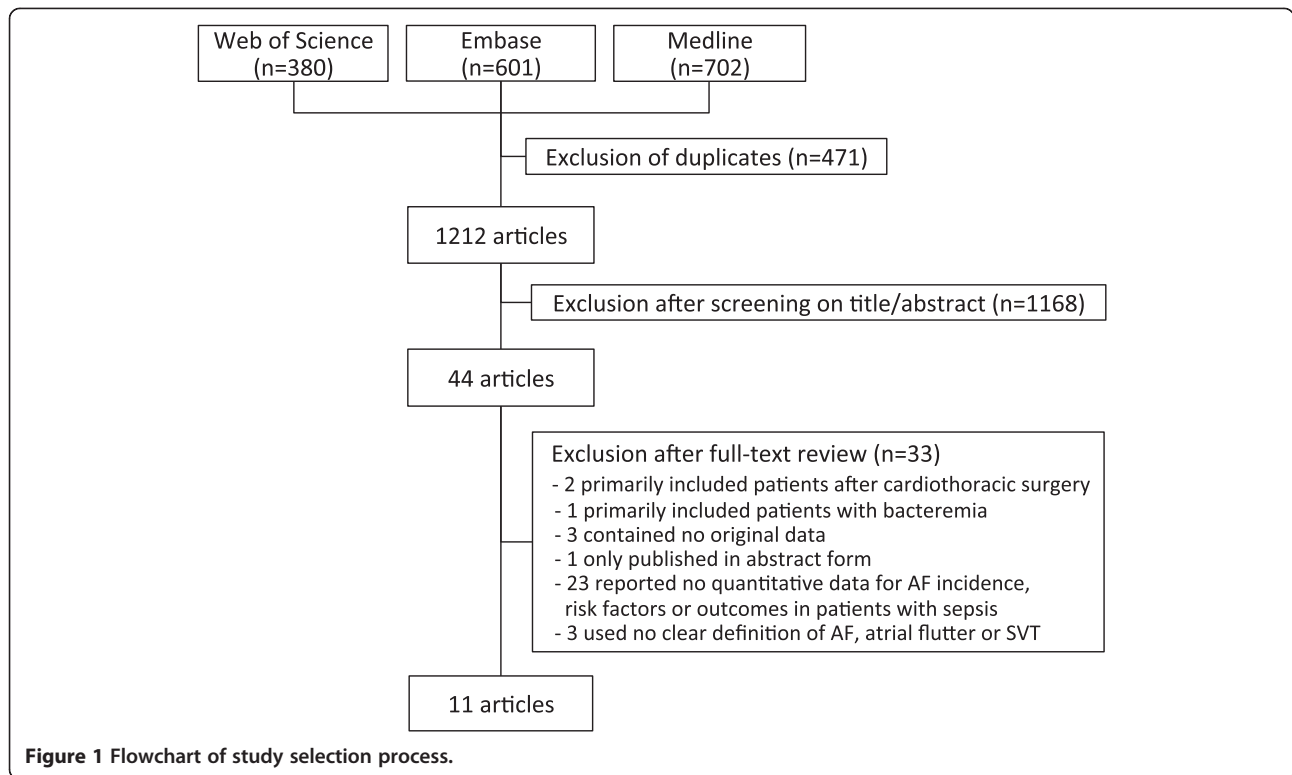 Web of Science
(n=380)
Embase
(n=601)
Medline
(n=702)
Exclusion of duplicates (n=471)
1212 articles
Exclusion after screening on title/abstract (n=1168)
44 articles
Exclusion after full-text review (n=33)
- 2 primarily included patients after cardiothoracic surgery
- 1 primarily included patients with bacteremia
- 3 contained no original data
- 1 only published in abstract form
- 23 reported no quantitative data for AF incidence,
risk factors or outcomes in patients with sepsis
- 3 used no clear definition of AF, atrial flutter or SVT
11 articles
Figure 1 Flowchart of study selection process.